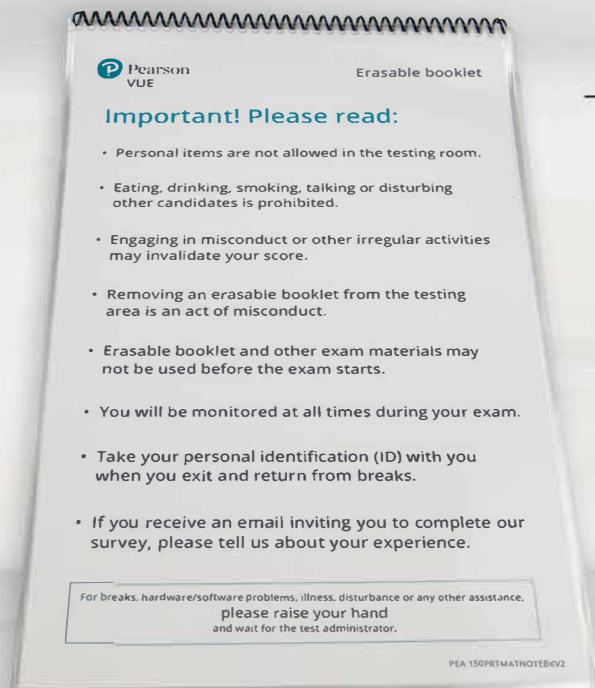 Pearson
VUE
Erasable booklet
Important! Please read:
• Personal items are not allowed in the testing room.
• Eating, drinking, smoking, talking or disturbing
other candidates is prohibited.
• Engaging in misconduct or other irregular activities
may invalidate your score.
• Removing an erasable booklet from the testing
area is an act of misconduct.
• Erasable booklet and other exam materials may
not be used before the exam starts.
• You will be monitored at all times during your exam.
• Take your personal identification (ID) with you
when you exit and return from breaks.
• If you receive an email inviting you to complete our
survey, please tell us about your experience.
For breaks, hardware/software problems, illness, disturbance or any other assistance,
please raise your hand
and wait for the test administrator.
PEA 150PRTMATNOTEBKV2